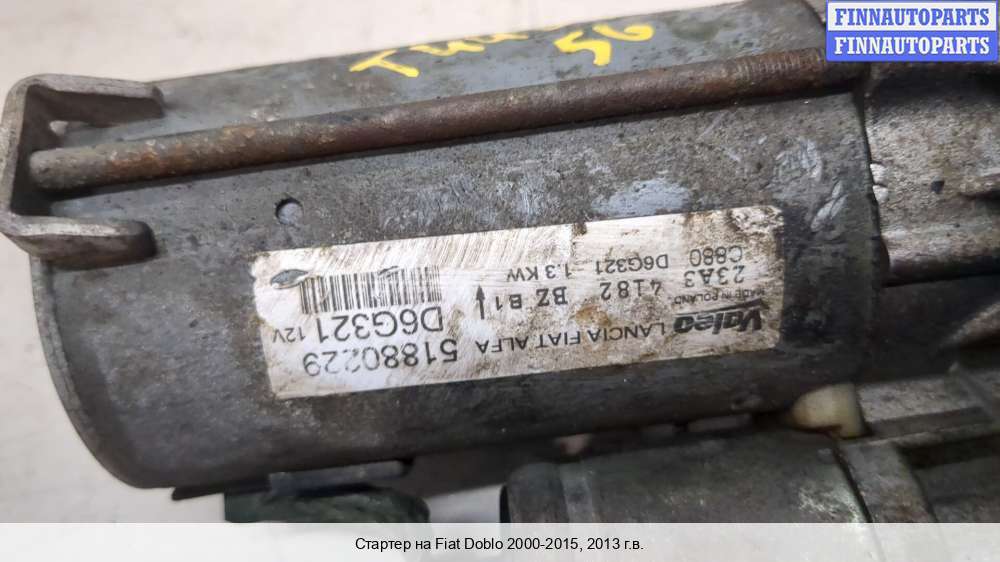 FINNAUTOPARTS
FINNAUTOPARTS
56
Valeo LANCIA FIAT ALFA 51880229
MADE IN POLAND
23A3 4182 BZ B1
D6G321 12V
C880 D6G321 1.3 KW
Стартер на Fiat Doblo 2000-2015, 2013 г.в.